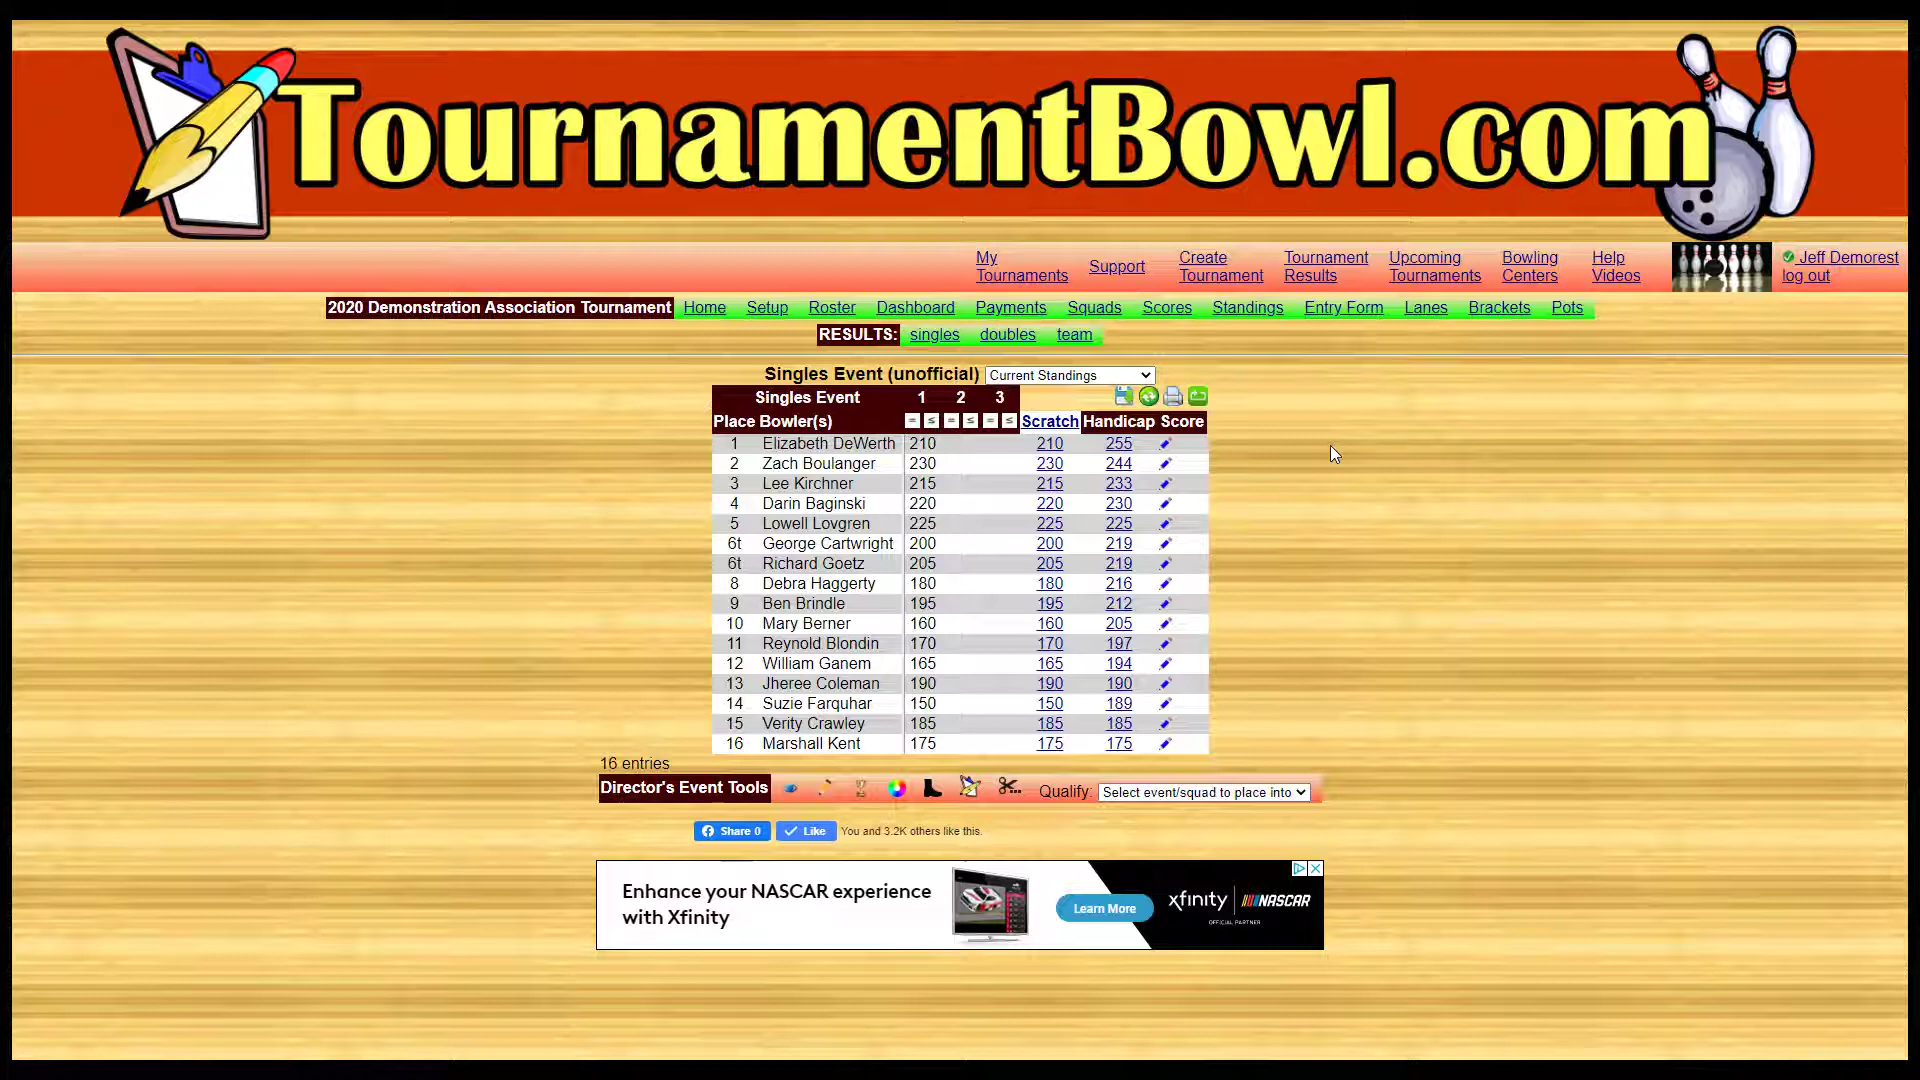 TournamentBowl.com
My Tournaments Support Create Tournament Tournament Results Upcoming Tournaments Bowling Centers Help Videos Jeff Demorest log out
2020 Demonstration Association Tournament Home Setup Roster Dashboard Payments Squads Scores Standings Entry Form Lanes Brackets Pots
RESULTS: singles doubles team
Singles Event (unofficial) Current Standings
Singles Event 1 2 3
Place Bowler(s) = ≤ = ≤ = ≤ Scratch Handicap Score
1 Elizabeth DeWerth 210 210 255
2 Zach Boulanger 230 230 244
3 Lee Kirchner 215 215 233
4 Darin Baginski 220 220 230
5 Lowell Lovgren 225 225 225
6t George Cartwright 200 200 219
6t Richard Goetz 205 205 219
8 Debra Haggerty 180 180 216
9 Ben Brindle 195 195 212
10 Mary Berner 160 160 205
11 Reynold Blondin 170 170 197
12 William Ganem 165 165 194
13 Jheree Coleman 190 190 190
14 Suzie Farquhar 150 150 189
15 Verity Crawley 185 185 185
16 Marshall Kent 175 175 175
16 entries
Director's Event Tools Qualify: Select event/squad to place into
Share 0 Like You and 3.2K others like this.
Enhance your NASCAR experience
with Xfinity
Learn More
xfinity NASCAR
OFFICIAL PARTNER